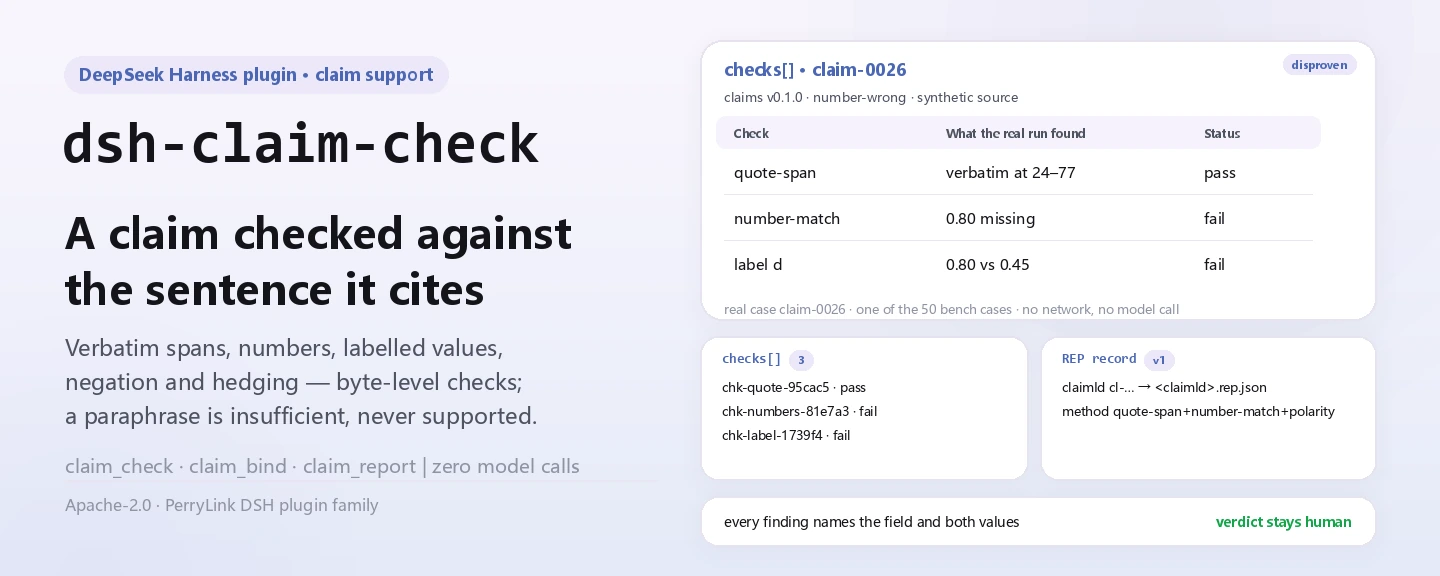 DeepSeek Harness plugin • claim support
dsh-claim-check
A claim checked against
the sentence it cites
Verbatim spans, numbers, labelled values,
negation and hedging — byte-level checks;
a paraphrase is insufficient, never supported.
claim_check · claim_bind · claim_report | zero model calls
Apache-2.0 · PerryLink DSH plugin family
checks[] • claim-0026
disproven
claims v0.1.0 · number-wrong · synthetic source
Check What the real run found Status
quote-span verbatim at 24–77 pass
number-match 0.80 missing fail
label d 0.80 vs 0.45 fail
real case claim-0026 · one of the 50 bench cases · no network, no model call
checks[] 3
chk-quote-95cac5 · pass
chk-numbers-81e7a3 · fail
chk-label-1739f4 · fail
REP record v1
claimId cl-... → <claimId>.rep.json
method quote-span+number-match+polarity
every finding names the field and both values
verdict stays human